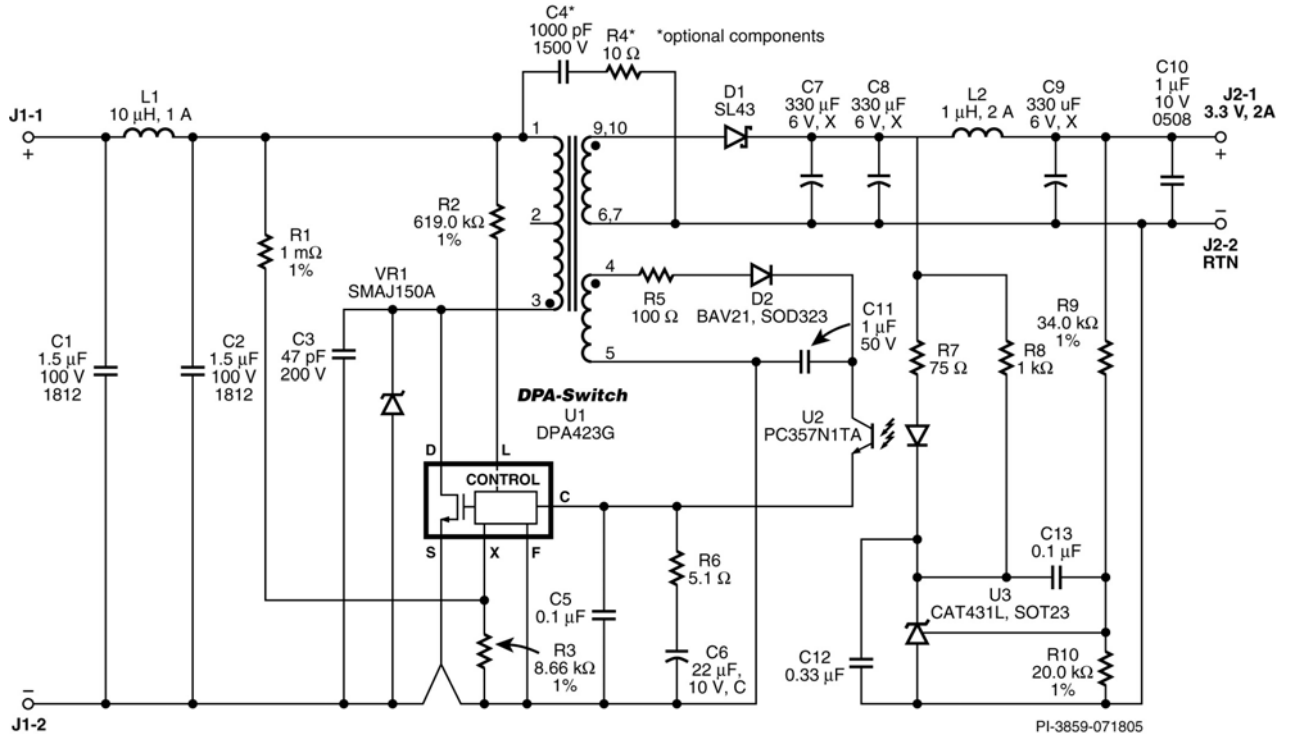 C4*
1000 pF
1500 V
R4*
10 Ω
*optional components
J1-1
+
L1
10 µH, 1 A
1
9,10
D1
SL43
C7
330 µF
6 V, X
C8
330 µF
6 V, X
L2
1 µH, 2 A
C9
330 uF
6 V, X
C10
1 µF
10 V
0508
J2-1
3.3 V, 2A
+
R2
619.0 kΩ
1%
2
6,7
–
J2-2
RTN
R1
1 mΩ
1%
VR1
SMAJ150A
3
4
R5
100 Ω
D2
BAV21, SOD323
C11
1 µF
50 V
5
C1
1.5 µF
100 V
1812
C2
1.5 µF
100 V
1812
C3
47 pF
200 V
R7
75 Ω
R8
1 kΩ
R9
34.0 kΩ
1%
DPA-Switch
U1
DPA423G
U2
PC357N1TA
D
L
CONTROL
C
S
X
F
R6
5.1 Ω
C13
0.1 µF
U3
CAT431L, SOT23
C5
0.1 µF
R3
8.66 kΩ
1%
C6
22 µF,
10 V, C
C12
0.33 µF
R10
20.0 kΩ
1%
–
J1-2
PI-3859-071805